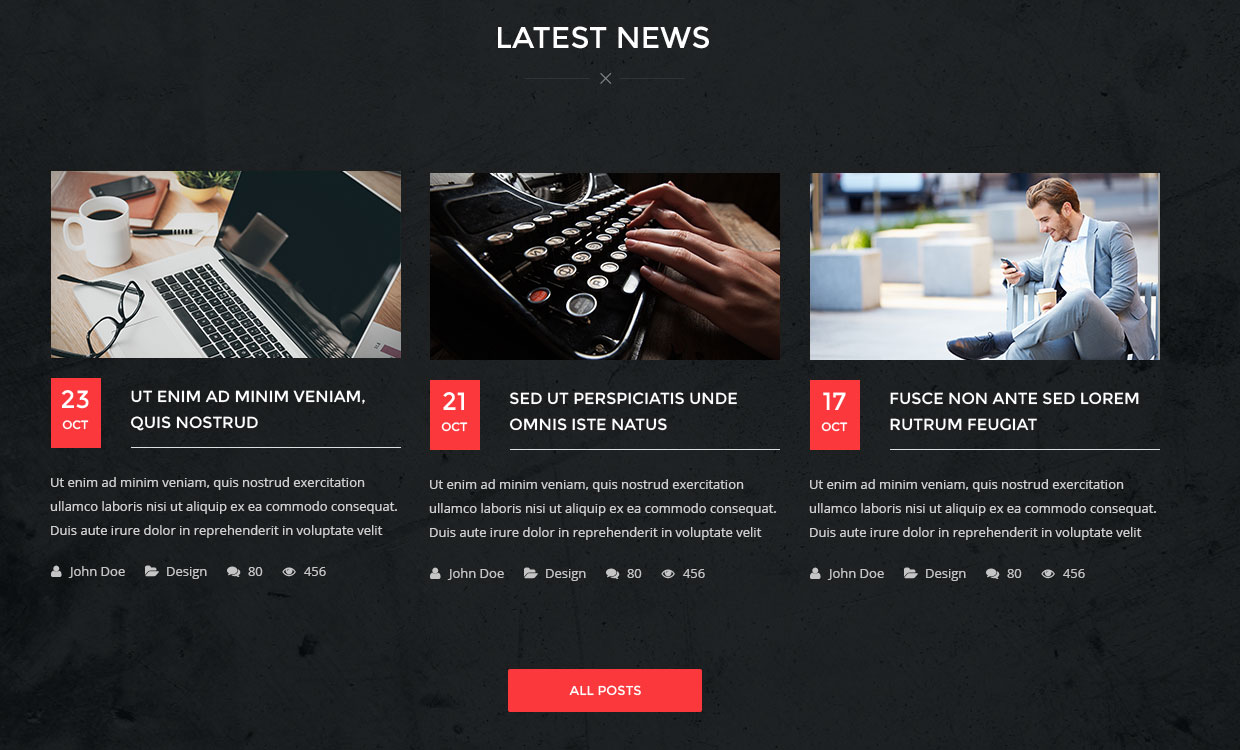 LATEST NEWS
23
OCT
UT ENIM AD MINIM VENIAM,
QUIS NOSTRUD
Ut enim ad minim veniam, quis nostrud exercitation
ullamco laboris nisi ut aliquip ex ea commodo consequat.
Duis aute irure dolor in reprehenderit in voluptate velit
John Doe Design 80 456
21
OCT
SED UT PERSPICIATIS UNDE
OMNIS ISTE NATUS
Ut enim ad minim veniam, quis nostrud exercitation
ullamco laboris nisi ut aliquip ex ea commodo consequat.
Duis aute irure dolor in reprehenderit in voluptate velit
John Doe Design 80 456
17
OCT
FUSCE NON ANTE SED LOREM
RUTRUM FEUGIAT
Ut enim ad minim veniam, quis nostrud exercitation
ullamco laboris nisi ut aliquip ex ea commodo consequat.
Duis aute irure dolor in reprehenderit in voluptate velit
John Doe Design 80 456
ALL POSTS